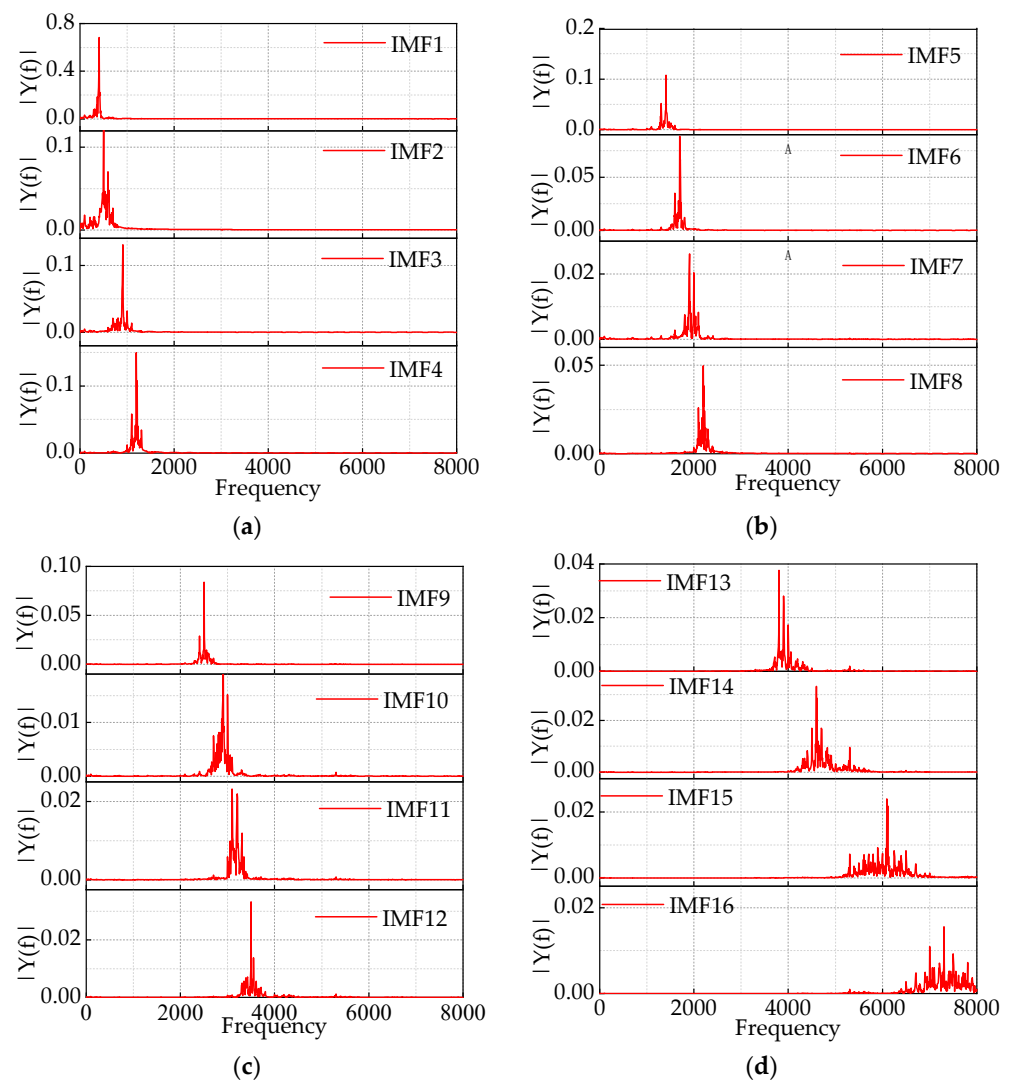 0.8
0.4
0.0
|Y(f)|
IMF1
0.1
0.0
|Y(f)|
IMF2
0.1
0.0
|Y(f)|
IMF3
0.1
0.0
|Y(f)|
IMF4
0 2000 4000 6000 8000
Frequency
(a)
0.2
0.1
0.0
|Y(f)|
IMF5
0.05
0.00
|Y(f)|
IMF6
A
0.02
0.00
|Y(f)|
IMF7
A
0.05
0.00
|Y(f)|
IMF8
0 2000 4000 6000 8000
Frequency
(b)
0.10
0.05
0.00
|Y(f)|
IMF9
0.01
0.00
|Y(f)|
IMF10
0.02
0.00
|Y(f)|
IMF11
0.02
0.00
|Y(f)|
IMF12
0 2000 4000 6000 8000
Frequency
(c)
0.04
0.02
0.00
|Y(f)|
IMF13
0.02
0.00
|Y(f)|
IMF14
0.02
0.00
|Y(f)|
IMF15
0.02
0.00
|Y(f)|
IMF16
0 2000 4000 6000 8000
Frequency
(d)